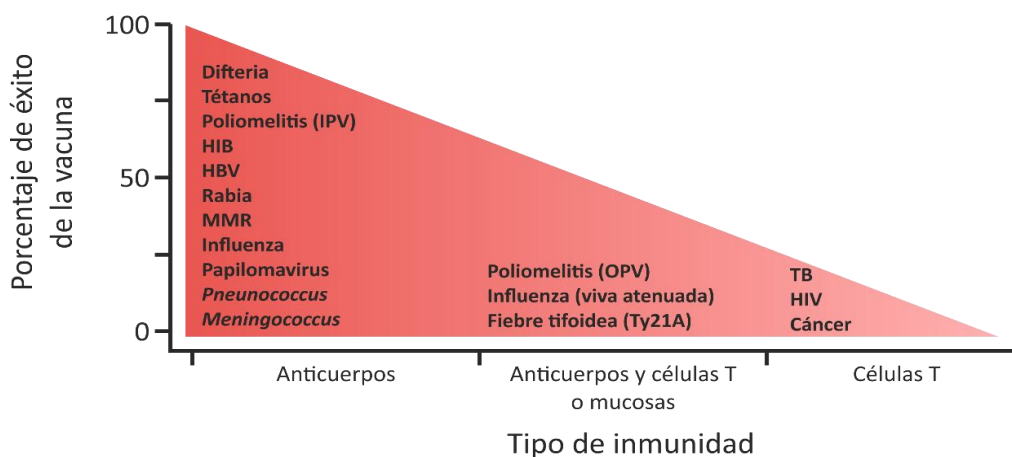 100
50
0
Porcentaje de éxito
de la vacuna
Difteria
Tétanos
Poliomelitis (IPV)
HIB
HBV
Rabia
MMR
Influenza
Papilomavirus
Pneunococcus
Meningococcus
Poliomelitis (OPV)
Influenza (viva atenuada)
Fiebre tifoidea (Ty21A)
TB
HIV
Cáncer
Anticuerpos
Anticuerpos y células T
o mucosas
Células T
Tipo de inmunidad